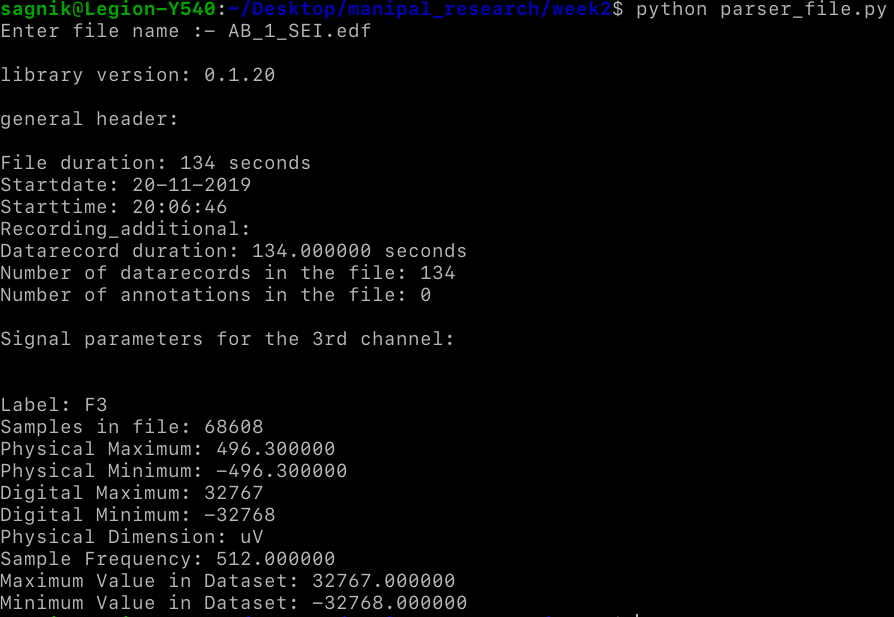 sagnik@Legion-Y540:~/Desktop/manipal_research/week2$ python parser_file.py
Enter file name :- AB_1_SEI.edf
library version: 0.1.20
general header:
File duration: 134 seconds
Startdate: 20-11-2019
Starttime: 20:06:46
Recording_additional:
Datarecord duration: 134.000000 seconds
Number of datarecords in the file: 134
Number of annotations in the file: 0
Signal parameters for the 3rd channel:
Label: F3
Samples in file: 68608
Physical Maximum: 496.300000
Physical Minimum: -496.300000
Digital Maximum: 32767
Digital Minimum: -32768
Physical Dimension: uV
Sample Frequency: 512.000000
Maximum Value in Dataset: 32767.000000
Minimum Value in Dataset: -32768.000000